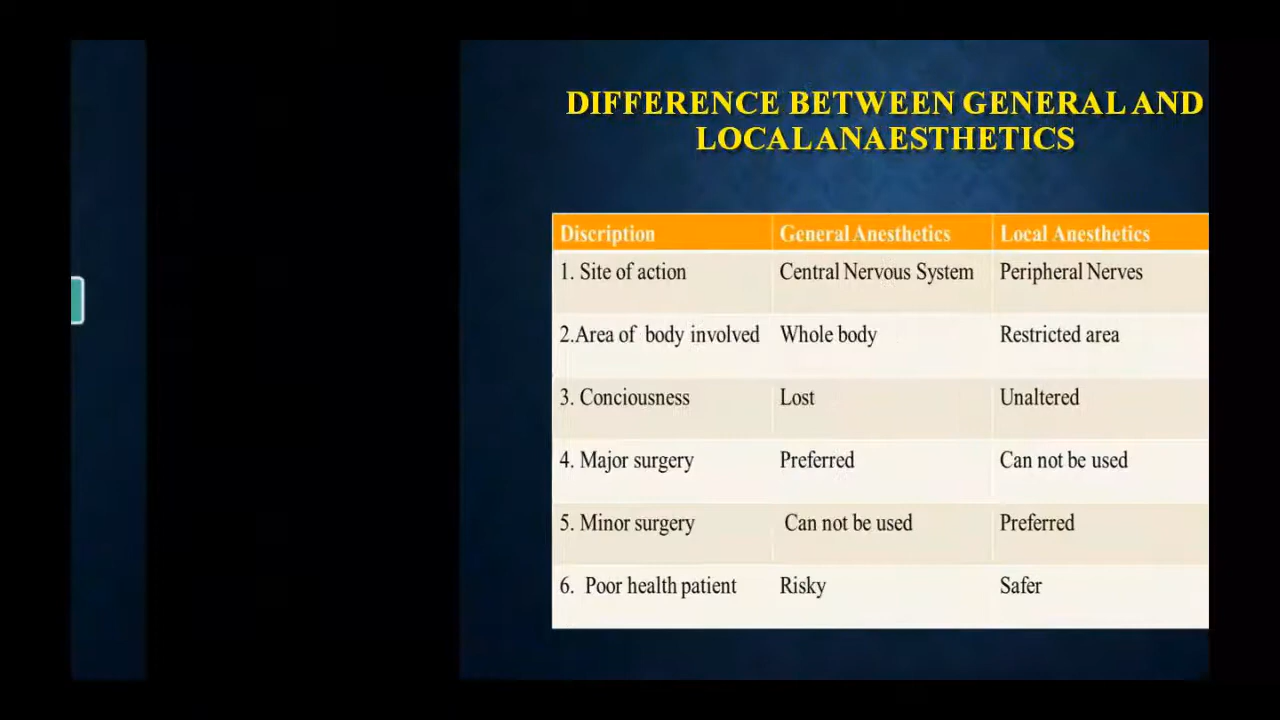 DIFFERENCE BETWEEN GENERAL AND
LOCAL ANAESTHETICS
Discription General Anesthetics Local Anesthetics
1. Site of action Central Nervous System Peripheral Nerves
2.Area of body involved Whole body Restricted area
3. Conciousness Lost Unaltered
4. Major surgery Preferred Can not be used
5. Minor surgery Can not be used Preferred
6. Poor health patient Risky Safer